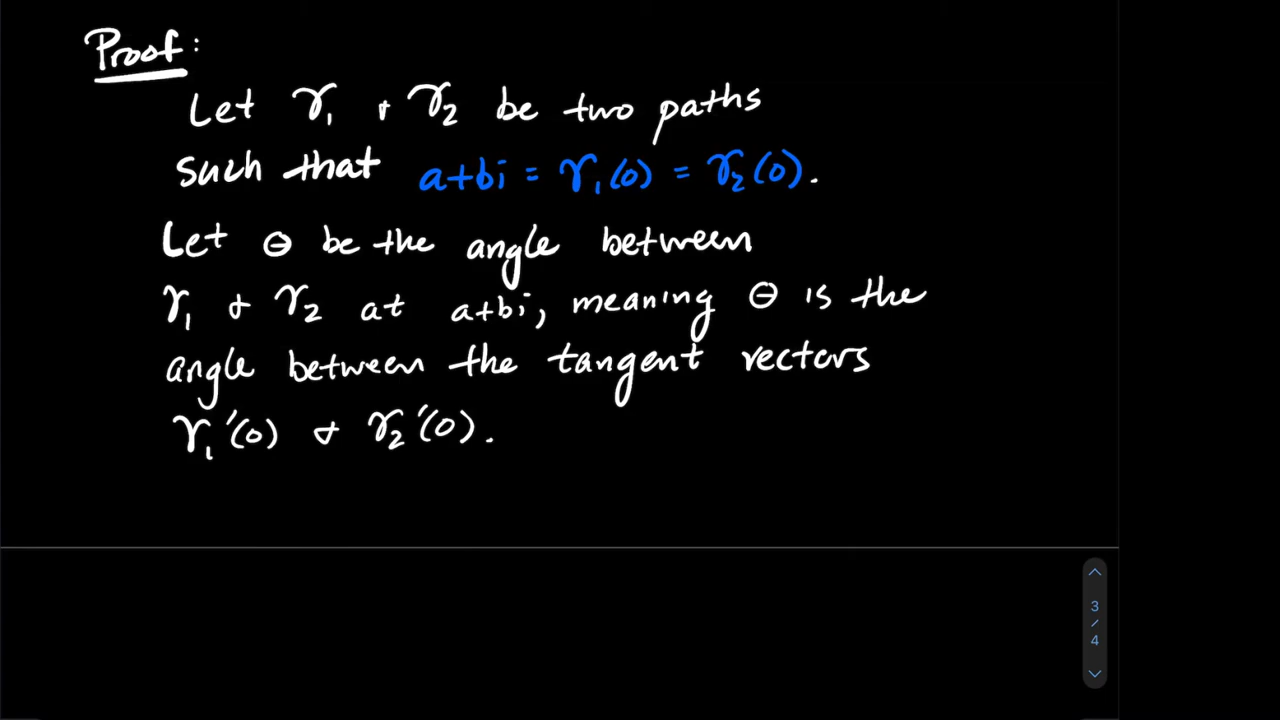 Proof:
Let γ₁ & γ₂ be two paths
such that a+bi = γ₁(0) = γ₂(0).
Let θ be the angle between
γ₁ & γ₂ at a+bi, meaning θ is the
angle between the tangent vectors
γ₁'(0) & γ₂'(0).
3
/
4